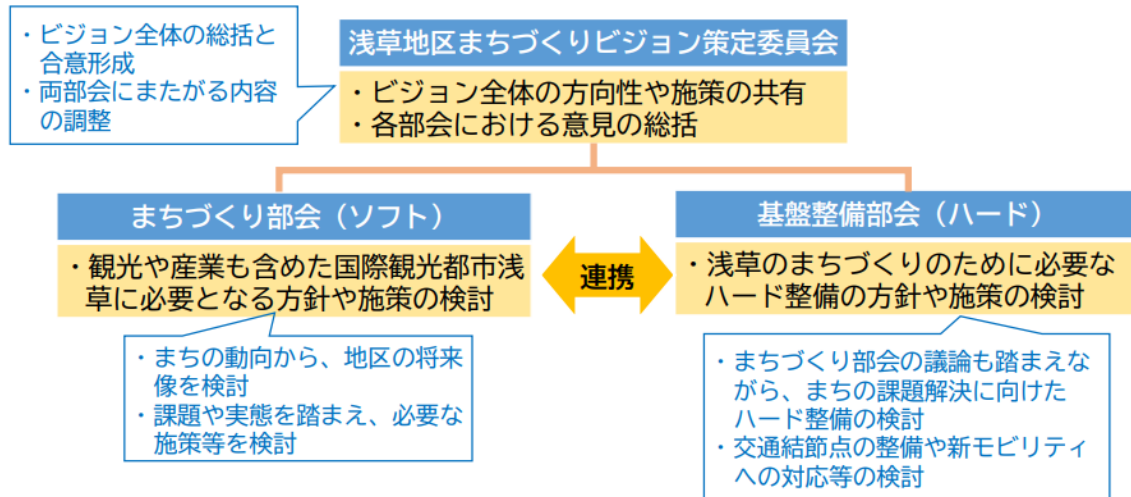 ・ビジョン全体の総括と
合意形成
・両部会にまたがる内容
の調整
浅草地区まちづくりビジョン策定委員会
・ビジョン全体の方向性や施策の共有
・各部会における意見の総括
まちづくり部会（ソフト）
・観光や産業も含めた国際観光都市浅
草に必要となる方針や施策の検討
・まちの動向から、地区の将来
像を検討
・課題や実態を踏まえ、必要な
施策等を検討
連携
基盤整備部会（ハード）
・浅草のまちづくりのために必要な
ハード整備の方針や施策の検討
・まちづくり部会の議論も踏まえな
がら、まちの課題解決に向けた
ハード整備の検討
・交通結節点の整備や新モビリティ
への対応等の検討